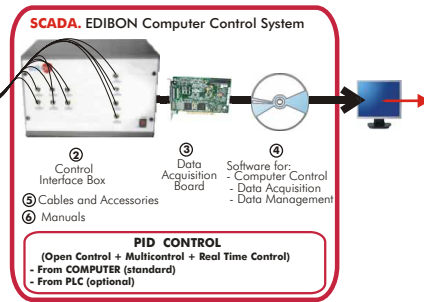 SCADA. EDIBON Computer Control System
2
Control
Interface Box
3
Data
Acquisition
Board
4
Software for:
- Computer Control
- Data Acquisition
- Data Management
5 Cables and Accessories
6 Manuals
PID CONTROL
(Open Control + Multicontrol + Real Time Control)
- From COMPUTER (standard)
- From PLC (optional)